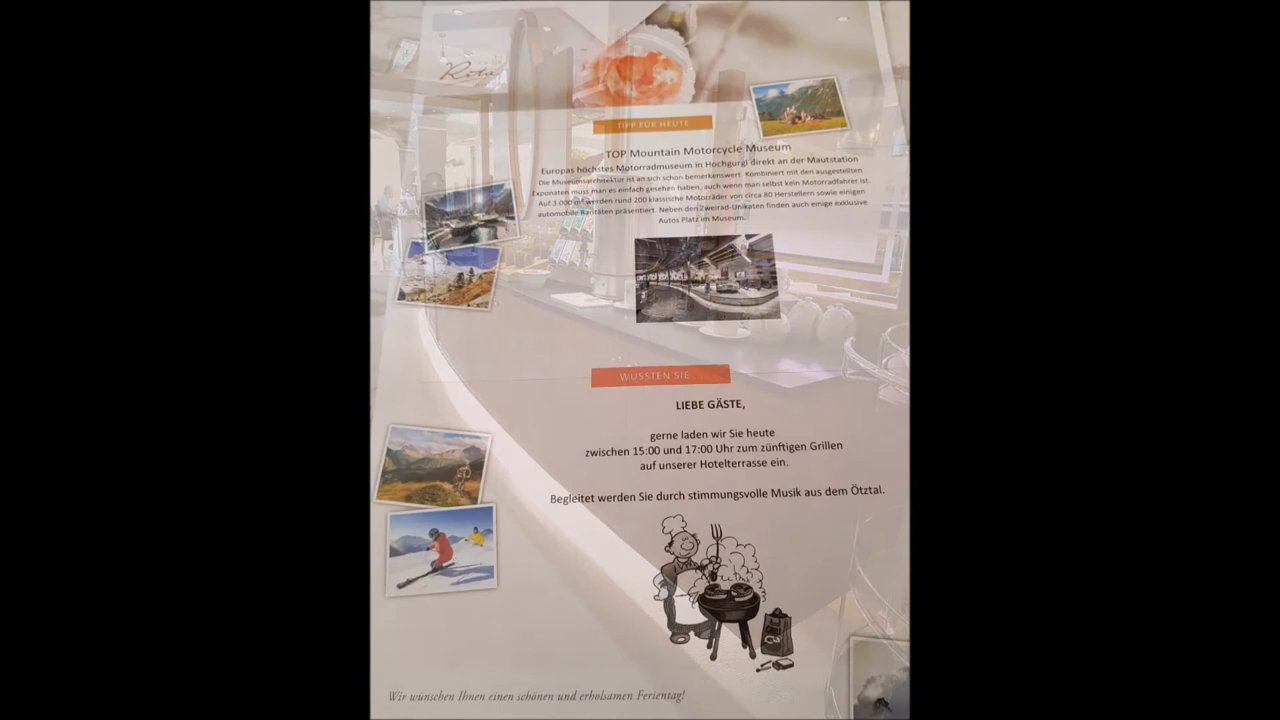 Rita
TIPP FÜR HEUTE
TOP Mountain Motorcycle Museum
Europas höchstes Motorradmuseum in Hochgurgl direkt an der Mautstation
Die Museumsarchitektur ist an sich schon bemerkenswert. Kombiniert mit den ausgestellten
Exponaten muss man es einfach gesehen haben, auch wenn man selbst kein Motorradfahrer ist.
Auf 3.000 m² werden rund 200 klassische Motorräder von circa 80 Herstellern sowie einigen
automobile Raritäten präsentiert. Neben den Zweirad-Unikaten finden auch einige exklusive
Autos Platz im Museum.
WUSSTEN SIE ...
LIEBE GÄSTE,
gerne laden wir Sie heute
zwischen 15:00 und 17:00 Uhr zum zünftigen Grillen
auf unserer Hotelterrasse ein.
Begleitet werden Sie durch stimmungsvolle Musik aus dem Ötztal.
Wir wünschen Ihnen einen schönen und erholsamen Ferientag!